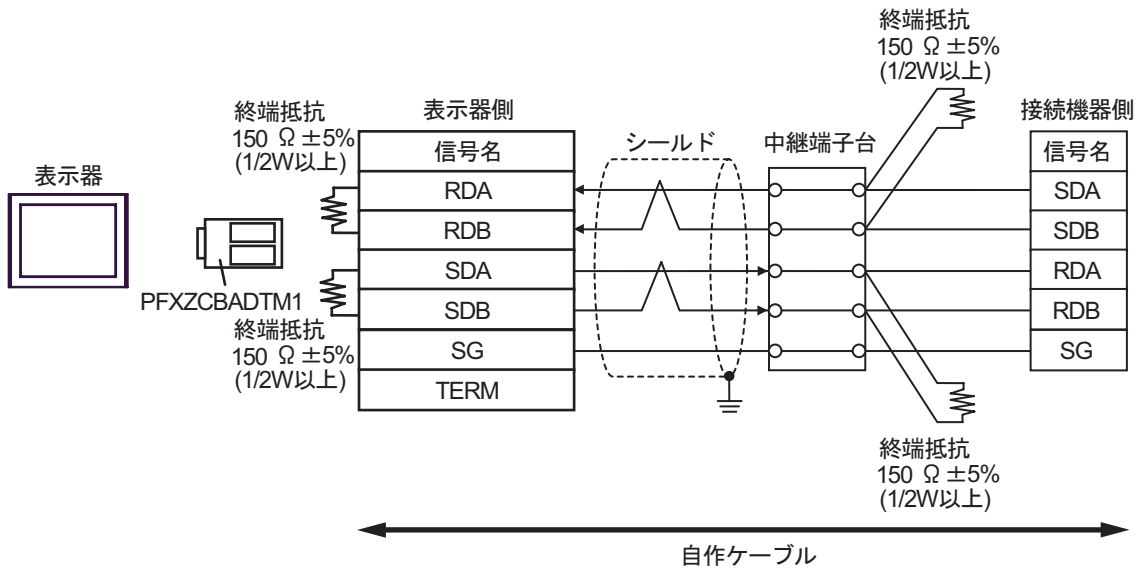 表示器
PFXZCBADTM1
終端抵抗
150 Ω ±5%
(1/2W以上)
終端抵抗
150 Ω ±5%
(1/2W以上)
表示器側
信号名
RDA
RDB
SDA
SDB
SG
TERM
シールド
中継端子台
終端抵抗
150 Ω ±5%
(1/2W以上)
終端抵抗
150 Ω ±5%
(1/2W以上)
接続機器側
信号名
SDA
SDB
RDA
RDB
SG
自作ケーブル